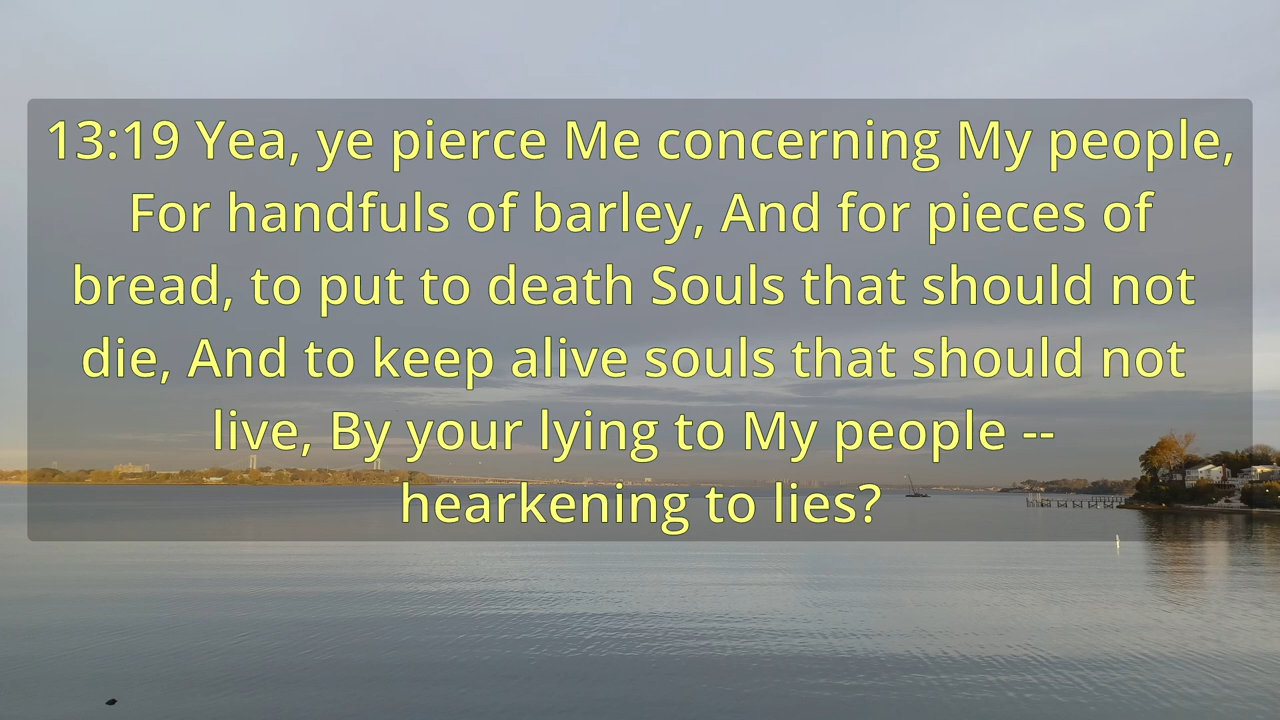 13:19 Yea, ye pierce Me concerning My people,
For handfuls of barley, And for pieces of
bread, to put to death Souls that should not
die, And to keep alive souls that should not
live, By your lying to My people --
hearkening to lies?